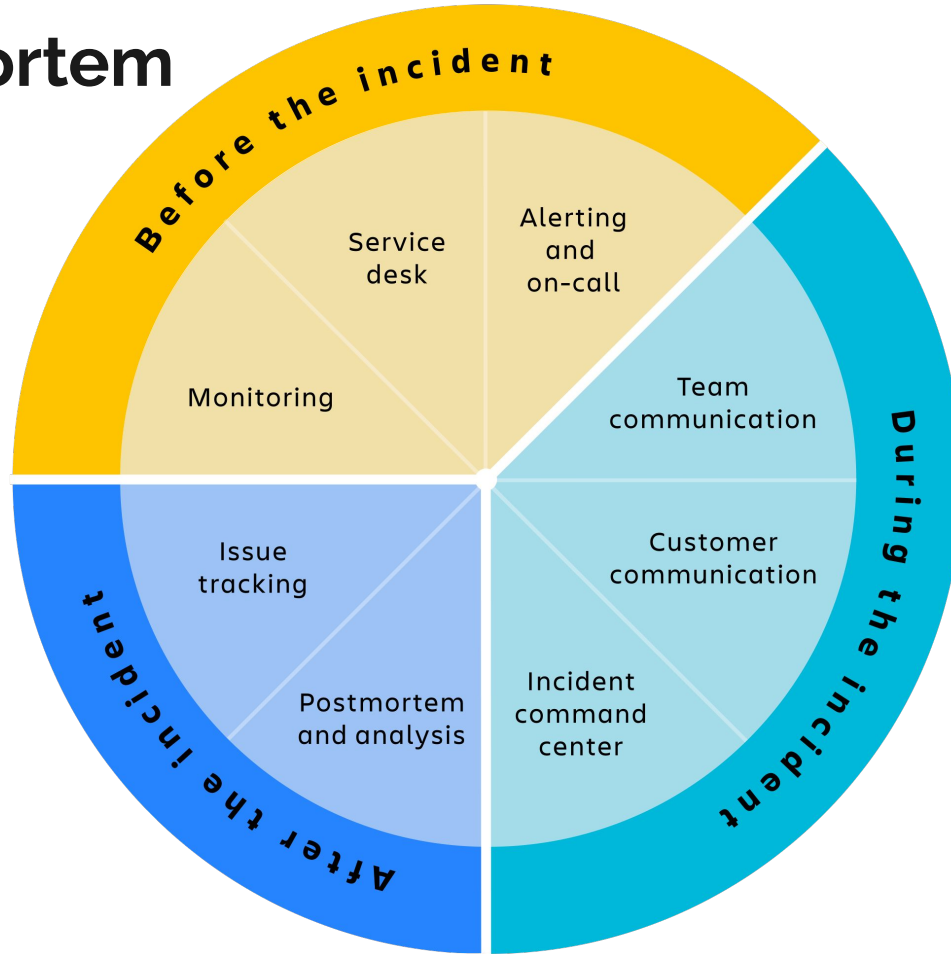 ortem
Before the incident
Monitoring
Service
desk
Alerting
and
on-call
During the incident
Team
communication
Customer
communication
Incident
command
center
After the incident
Postmortem
and analysis
Issue
tracking